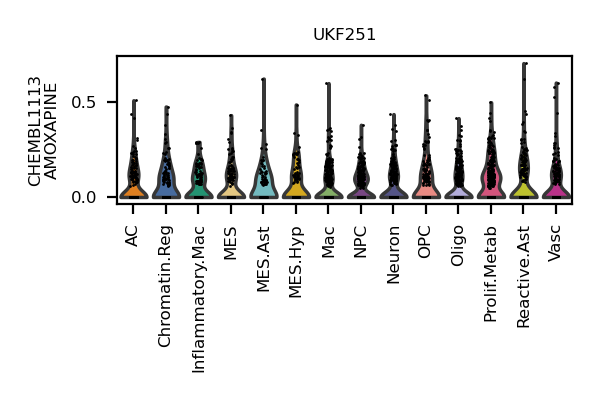 UKF251
CHEMBL1113
AMOXAPINE
0.5
0.0
AC
Chromatin.Reg
Inflammatory.Mac
MES
MES.Ast
MES.Hyp
Mac
NPC
Neuron
OPC
Oligo
Prolif.Metab
Reactive.Ast
Vasc